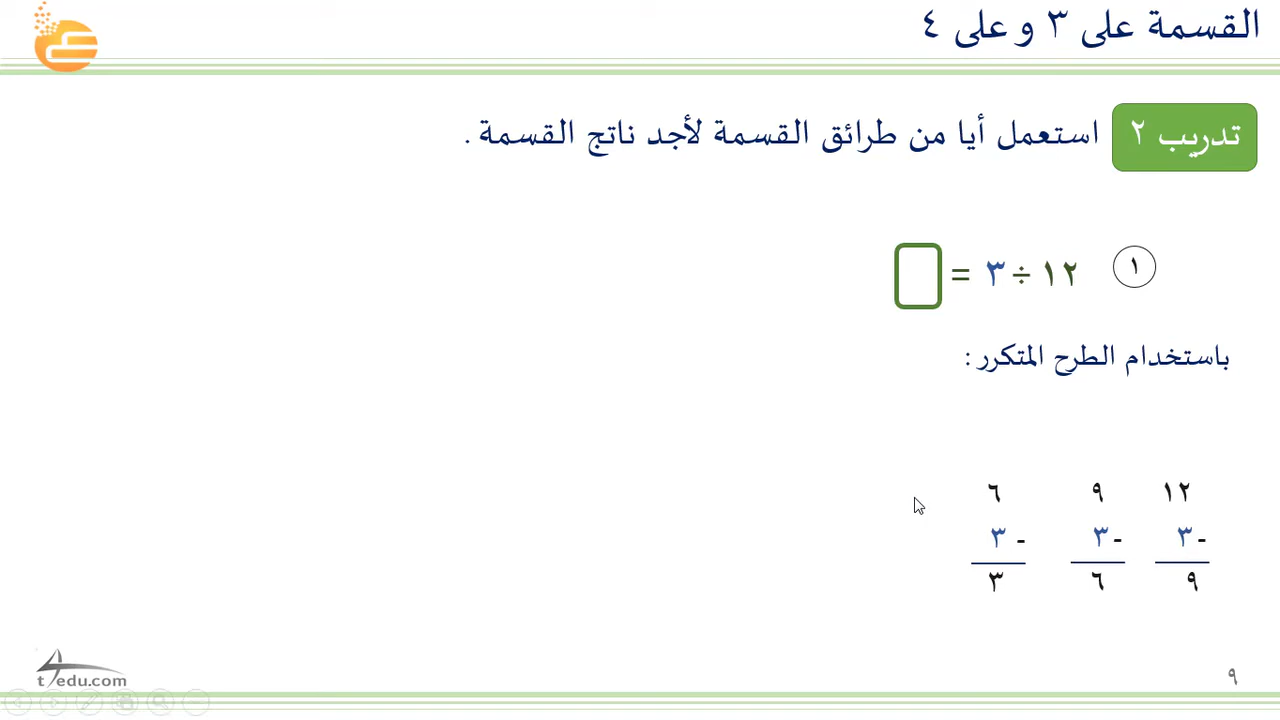 القسمة على ٣ و على ٤
تدريب ٢ استعمل أيا من طرائق القسمة لأجد ناتج القسمة .
١ ١٢ ÷ ٣ =
باستخدام الطرح المتكرر :
١٢ ٩ ٦
- ٣ - ٣ - ٣
٩ ٦ ٣
t4edu.com
٩